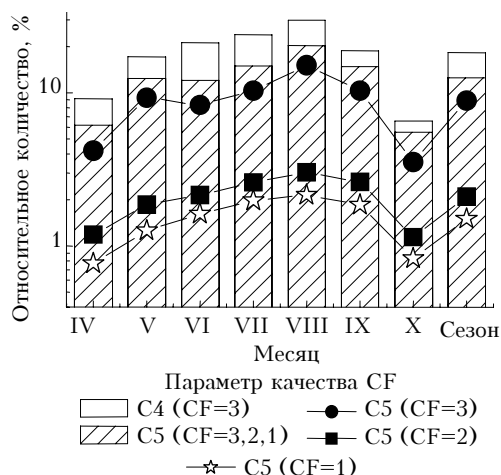 Относительное количество, %
10
1
IV V VI VII VIII IX X Сезон
Месяц
Параметр качества CF
C4 (CF=3) C5 (CF=3)
C5 (CF=3,2,1) C5 (CF=2)
C5 (CF=1)